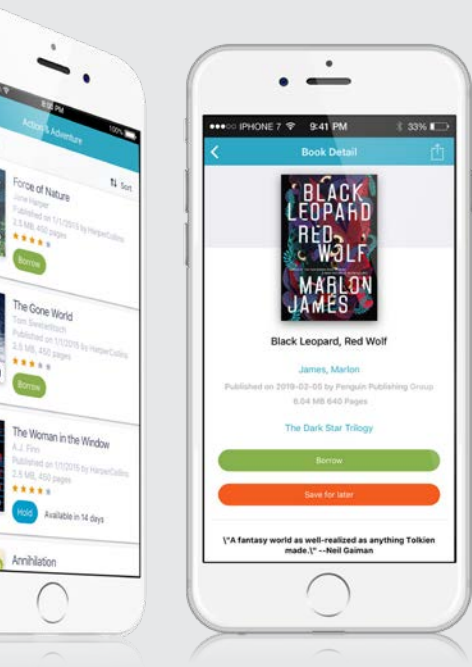 8:00 PM
100%
Action & Adventure
Sort
Force of Nature
Jane Harper
Published on 1/1/2015 by HarperCollins
2.5 MB, 450 pages
Borrow
The Gone World
Tom Sweterlitsch
Published on 1/1/2015 by HarperCollins
2.5 MB, 450 pages
Borrow
The Woman in the Window
A.J. Finn
Published on 1/1/2015 by HarperCollins
2.5 MB, 450 pages
Hold
Available in 14 days
Annihilation
IPHONE 7
9:41 PM
33%
Book Detail
BLACK
LEOPARD
RED
WOLF
MARLON
JAMES
Black Leopard, Red Wolf
James, Marlon
Published on 2019-02-05 by Penguin Publishing Group
6.04 MB 640 Pages
The Dark Star Trilogy
Borrow
Save for later
\"A fantasy world as well-realized as anything Tolkien
made.\" --Neil Gaiman